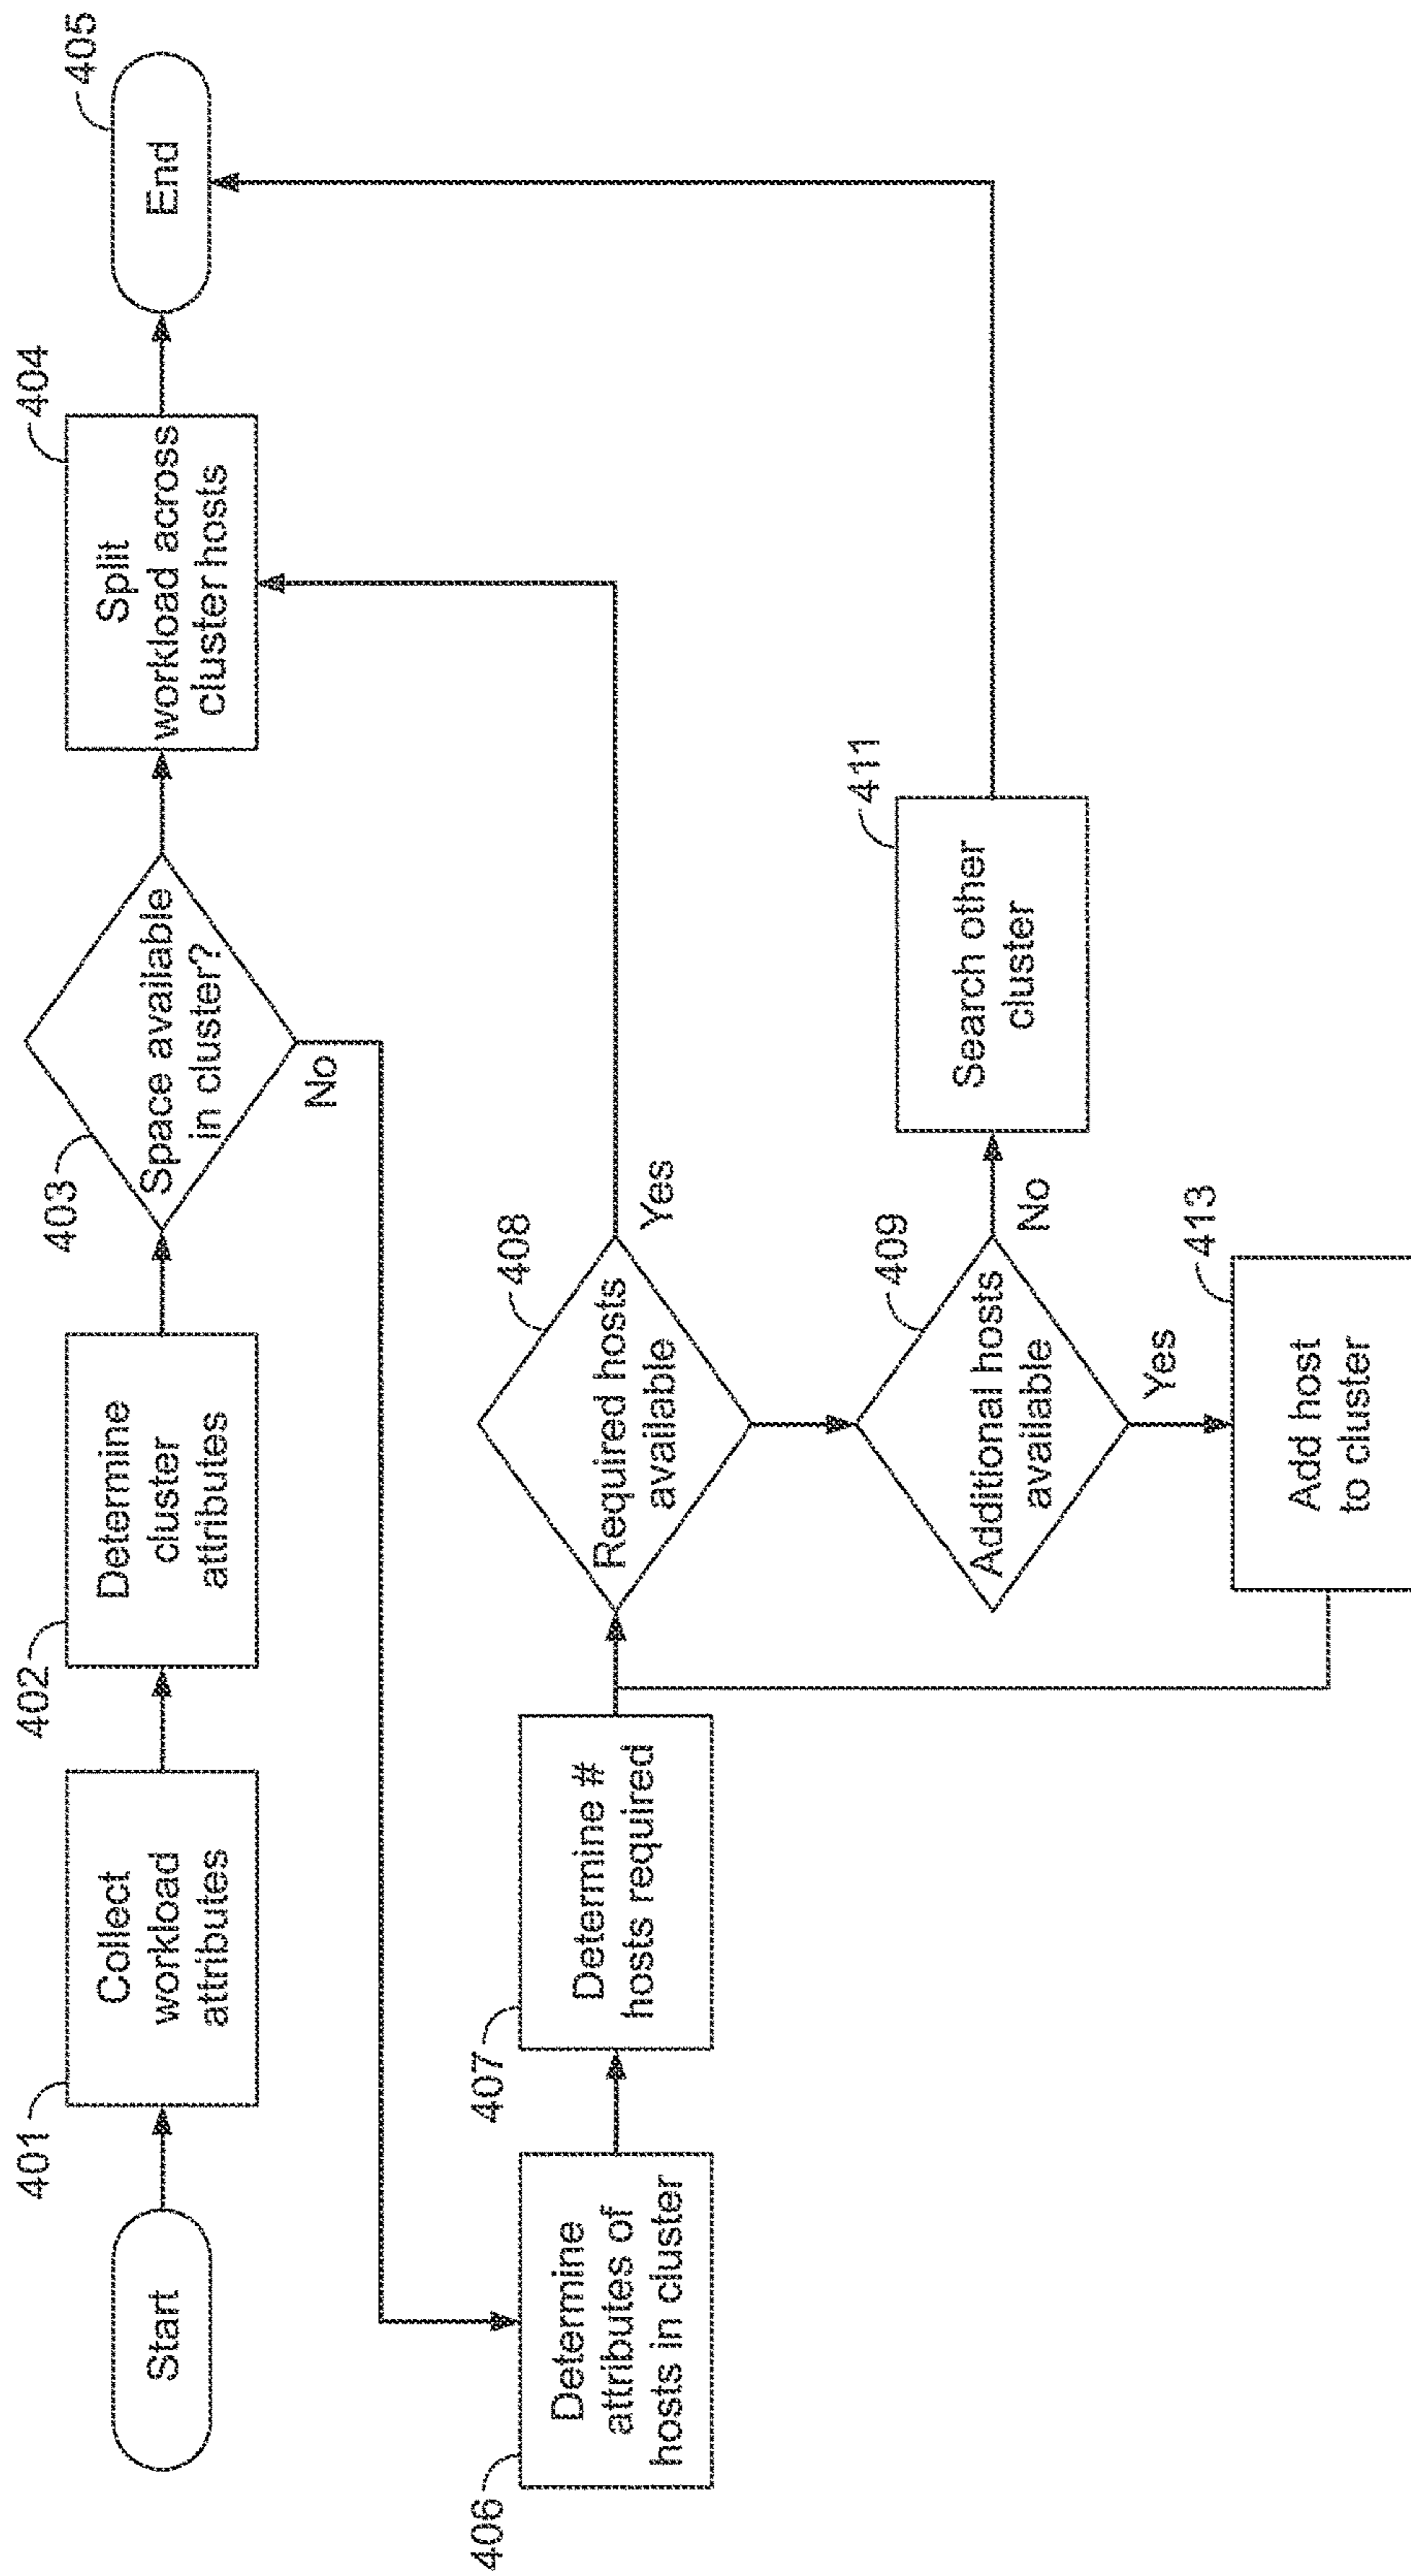 Start
401
Collect
workload
attributes
402
Determine
cluster
attributes
403
Space available
in cluster?
No
404
Split
workload across
cluster hosts
405
End
406
Determine
attributes of
hosts in cluster
407
Determine #
hosts required
408
Required hosts
available
Yes
409
Additional hosts
available
No
Yes
411
Search other
cluster
413
Add host
to cluster